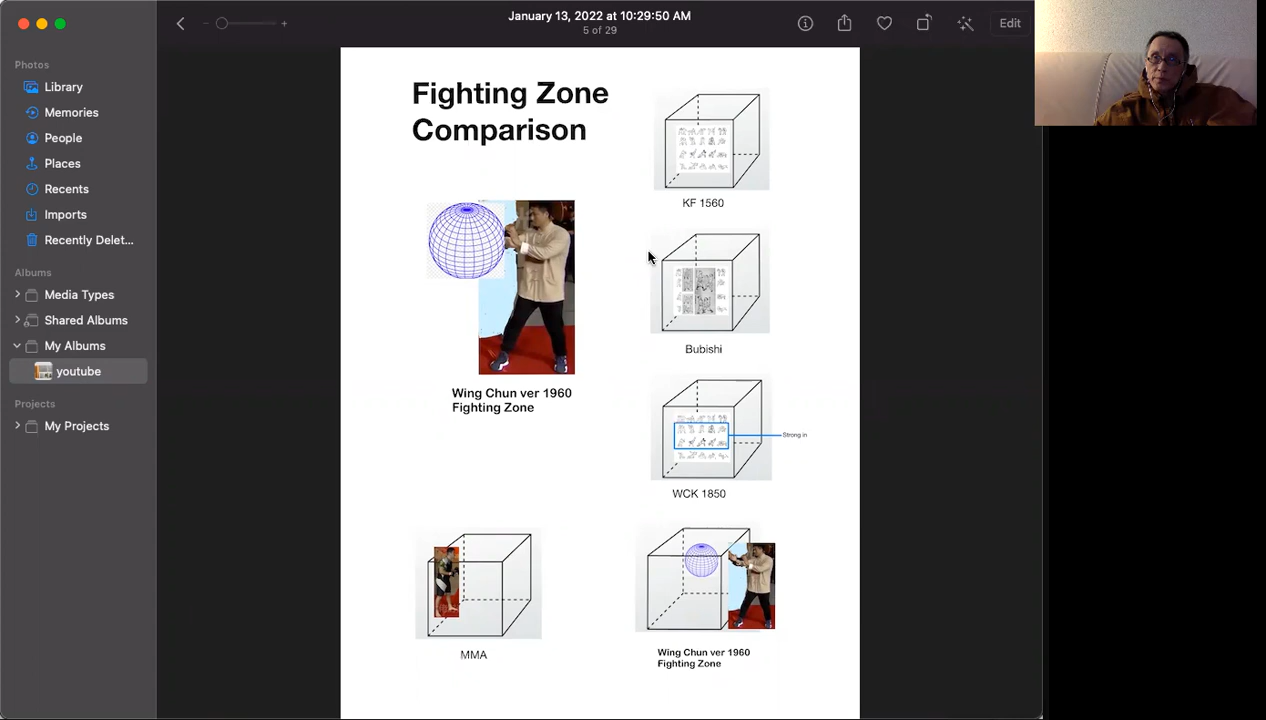 January 13, 2022 at 10:29:50 AM
5 of 29
Edit
Photos
Library
Memories
People
Places
Recents
Imports
Recently Delet...
Albums
Media Types
Shared Albums
My Albums
youtube
Projects
My Projects
Fighting Zone
Comparison
KF 1560
Bubishi
Wing Chun ver 1960
Fighting Zone
Strong in
WCK 1850
MMA
Wing Chun ver 1960
Fighting Zone